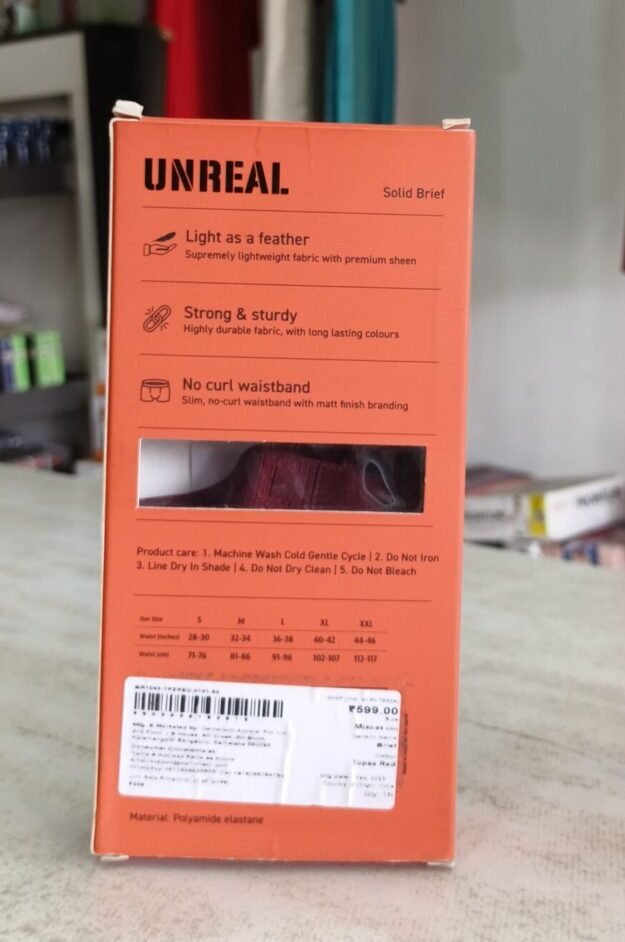 UNREAL
Solid Brief
Light as a feather
Supremely lightweight fabric with premium sheen
Strong & sturdy
Highly durable fabric, with long lasting colours
No curl waistband
Slim, no-curl waistband with matt finish branding
Product care: 1. Machine Wash Cold Gentle Cycle | 2. Do Not Iron
3. Line Dry In Shade | 4. Do Not Dry Clean | 5. Do Not Bleach
Our Size S M L XL XXL
Waist (inches) 28-30 32-34 36-38 40-42 44-46
Waist (cm) 71-76 81-86 91-96 102-107 112-117
₹599.00
Brief
Topaz Red
Material: Polyamide elastane